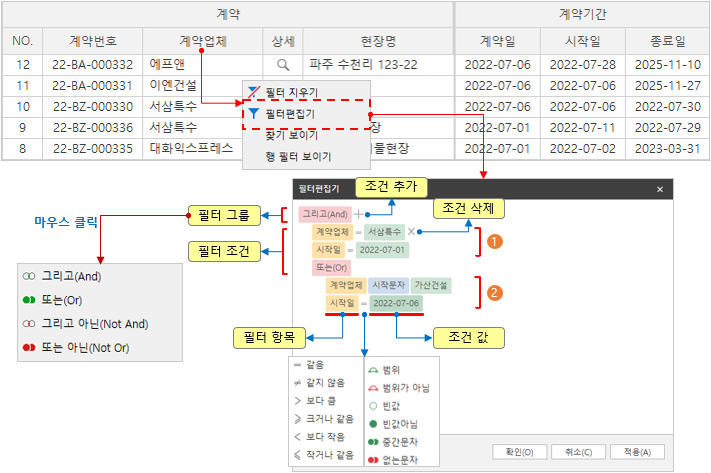 계약 계약기간
NO. 계약번호 계약업체 상세 현장명 계약일 시작일 종료일
12 22-BA-000332 에프앤 파주 수천리 123-22 2022-07-06 2022-07-28 2025-11-10
11 22-BA-000331 이엔건설 2022-07-06 2022-07-06 2025-11-27
10 22-BZ-000330 서삼특수 2022-07-06 2022-07-06 2022-07-30
9 22-BZ-000336 서삼특수 장 2022-07-01 2022-07-11 2022-07-29
8 22-BZ-000335 대화익스프레스 물현장 2022-07-01 2022-07-02 2023-03-31
필터 지우기
필터편집기
찾기 보이기
행 필터 보이기
필터편집기 ×
조건 추가
조건 삭제
마우스 클릭
필터 그룹
필터 조건
그리고(And)
계약업체 = 서삼특수
시작일 = 2022-07-01
또는(Or)
계약업체 시작문자 가산건설
시작일 = 2022-07-06
1
2
그리고(And)
또는(Or)
그리고 아닌(Not And)
또는 아닌(Not Or)
필터 항목
조건 값
= 같음
≠ 같지 않음
> 보다 큼
≥ 크거나 같음
< 보다 작음
≤ 작거나 같음
범위
범위가 아님
빈값
빈값아님
중간문자
없는문자
확인(O) 취소(C) 적용(A)